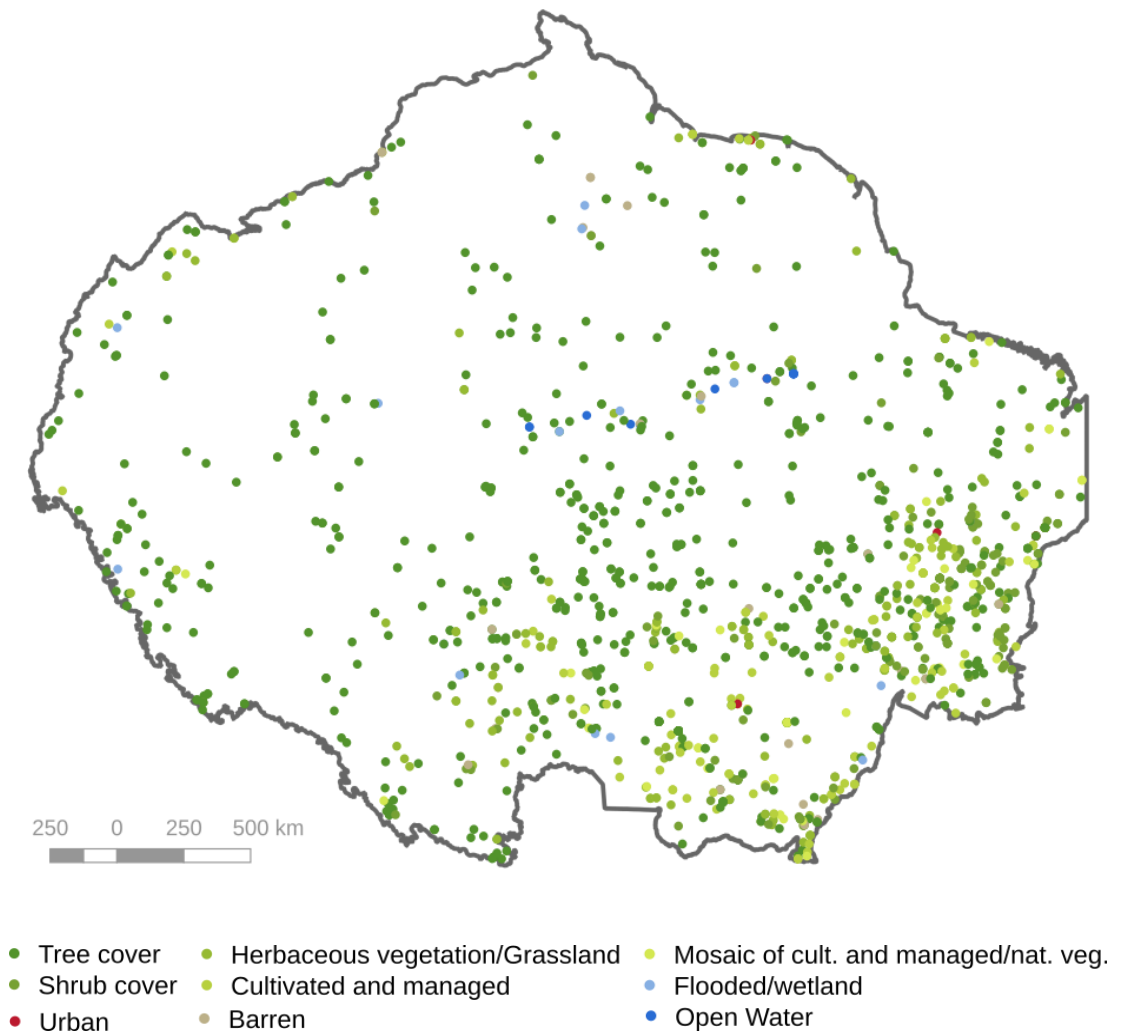 250 0 250 500 km
Tree cover Herbaceous vegetation/Grassland Mosaic of cult. and managed/nat. veg.
Shrub cover Cultivated and managed Flooded/wetland
Urban Barren Open Water